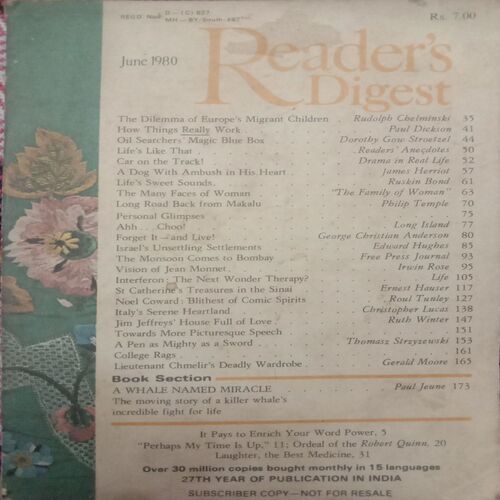 REGD. No. D—(C) 827
MH—BY/South-487
Rs. 7.00
June 1980
Reader's
Digest
The Dilemma of Europe's Migrant Children . Rudolph Chelminski 35
How Things Really Work . Paul Dickson 41
Oil Searchers' Magic Blue Box . Dorothy Gow Stroetzel 44
Life's Like That . Readers' Anecdotes 50
Car on the Track! . Drama in Real Life 52
A Dog With Ambush in His Heart . James Herriot 57
Life's Sweet Sounds . Ruskin Bond 61
The Many Faces of Woman . "The Family of Woman" 63
Long Road Back from Makalu . Philip Temple 70
Personal Glimpses . 75
Ahh . . . Choo! . Long Island 77
Forget It—and Live! . George Christian Anderson 80
Israel's Unsettling Settlements . Edward Hughes 85
The Monsoon Comes to Bombay . Free Press Journal 93
Vision of Jean Monnet . Irwin Rose 95
Interferon: The Next Wonder Therapy? . Life 105
St Catherine's Treasures in the Sinai . Ernest Hauser 117
Noel Coward: Blithest of Comic Spirits . Roul Tunley 127
Italy's Serene Heartland . Christopher Lucas 138
Jim Jeffreys' House Full of Love . Ruth Winter 147
Towards More Picturesque Speech . 151
A Pen as Mighty as a Sword . Thomasz Strzyzewski 153
College Rags . 161
Lieutenant Chmelir's Deadly Wardrobe . Gerald Moore 165
Book Section
A WHALE NAMED MIRACLE Paul Jeune 173
The moving story of a killer whale's
incredible fight for life
It Pays to Enrich Your Word Power, 5
"Perhaps My Time Is Up," 11; Ordeal of the Robert Quinn, 20
Laughter, the Best Medicine, 31
Over 30 million copies bought monthly in 15 languages
27TH YEAR OF PUBLICATION IN INDIA
SUBSCRIBER COPY—NOT FOR RESALE